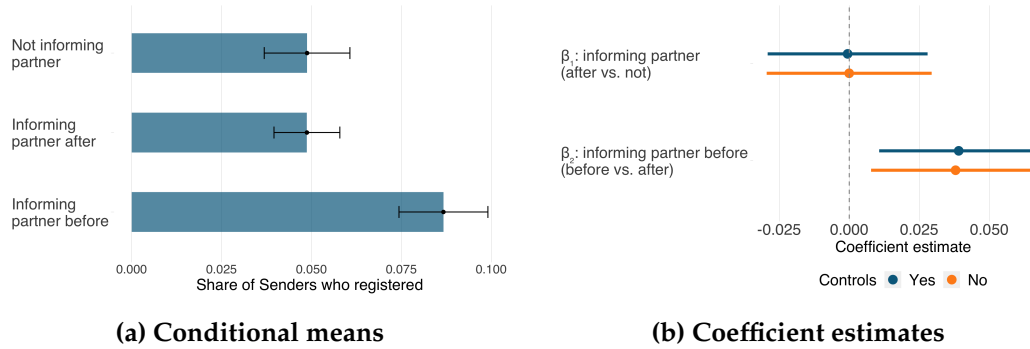 Not informing
partner
Informing
partner after
Informing
partner before
0.000 0.025 0.050 0.075 0.100
Share of Senders who registered
(a) Conditional means
β1: informing partner
(after vs. not)
β2: informing partner before
(before vs. after)
-0.025 0.000 0.025 0.050
Coefficient estimate
Controls Yes No
(b) Coefficient estimates